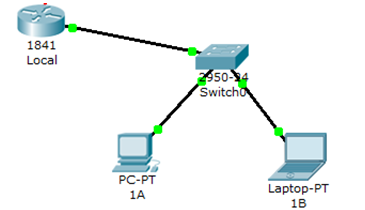 1841
Local
2950-24
Switch0
PC-PT
1A
Laptop-PT
1B